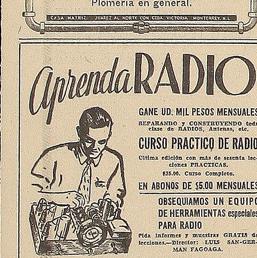 Plomería en general.
CASA MATRIZ. JUAREZ AL NORTE CON CDA. VICTORIA MONTERREY, N.L.
Aprenda RADIO
GANE UD. MIL PESOS MENSUALES
REPARANDO y CONSTRUYENDO toda
clase de RADIOS, Antenas, etc.
CURSO PRACTICO DE RADIO
Ultima edición con más de sesenta lec-
ciones PRACTICAS.
$35.00. Curso Completo.
EN ABONOS DE $5.00 MENSUALES
OBSEQUIAMOS UN EQUIPO
DE HERRAMIENTAS especiales
PARA RADIO
Pida informes y muestras GRATIS de
lecciones.—Director: LUIS SAN-GER-
MAN FAGOAGA.